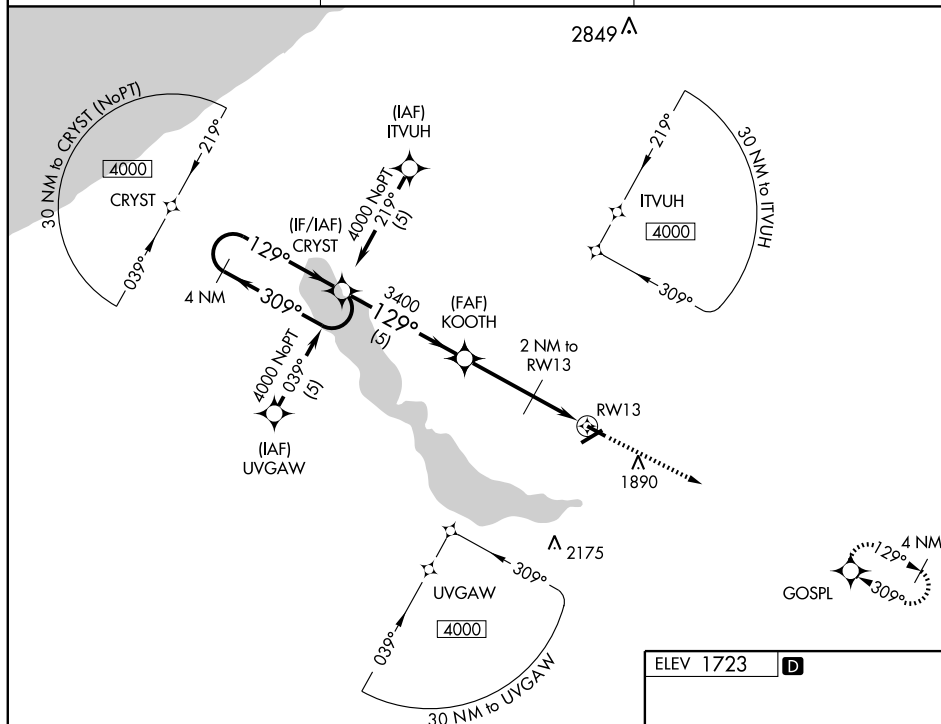 2849
30 NM to CRYST (NoPT)
219°
4000
CRYST
039°
(IAF)
ITVUH
4000 NoPT
219°
(5)
30 NM to ITVUH
219°
ITVUH
4000
309°
(IF/IAF)
CRYST
129°
4 NM
309°
3400
129°
(5)
(FAF)
KOOTH
2 NM to
RW13
RW13
4000 NoPT
039°
(5)
(IAF)
UVGAW
1890
2175
309°
UVGAW
4000
039°
30 NM to UVGAW
4 NM
129°
309°
GOSPL
ELEV 1723 D